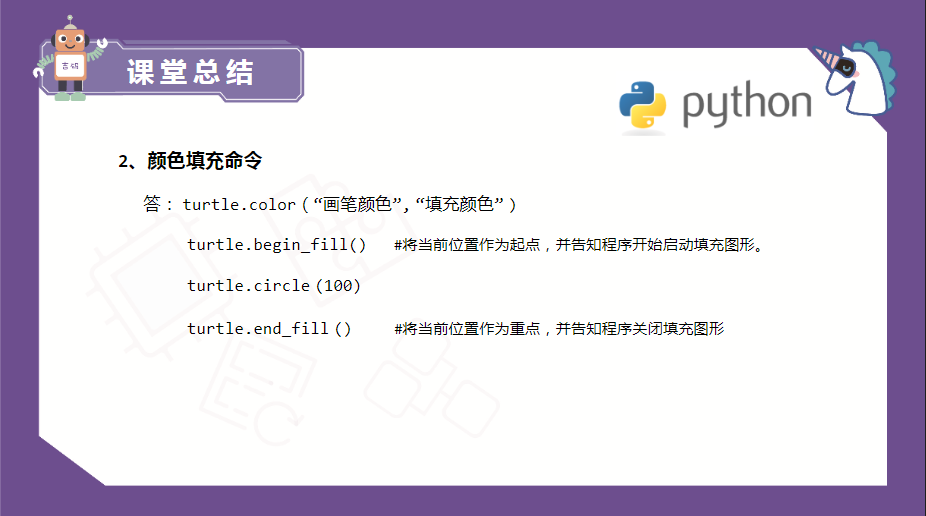 课堂总结
python
2、颜色填充命令
答：turtle.color（“画笔颜色”,“填充颜色”）
turtle.begin_fill() #将当前位置作为起点，并告知程序开始启动填充图形。
turtle.circle（100）
turtle.end_fill（） #将当前位置作为重点，并告知程序关闭填充图形